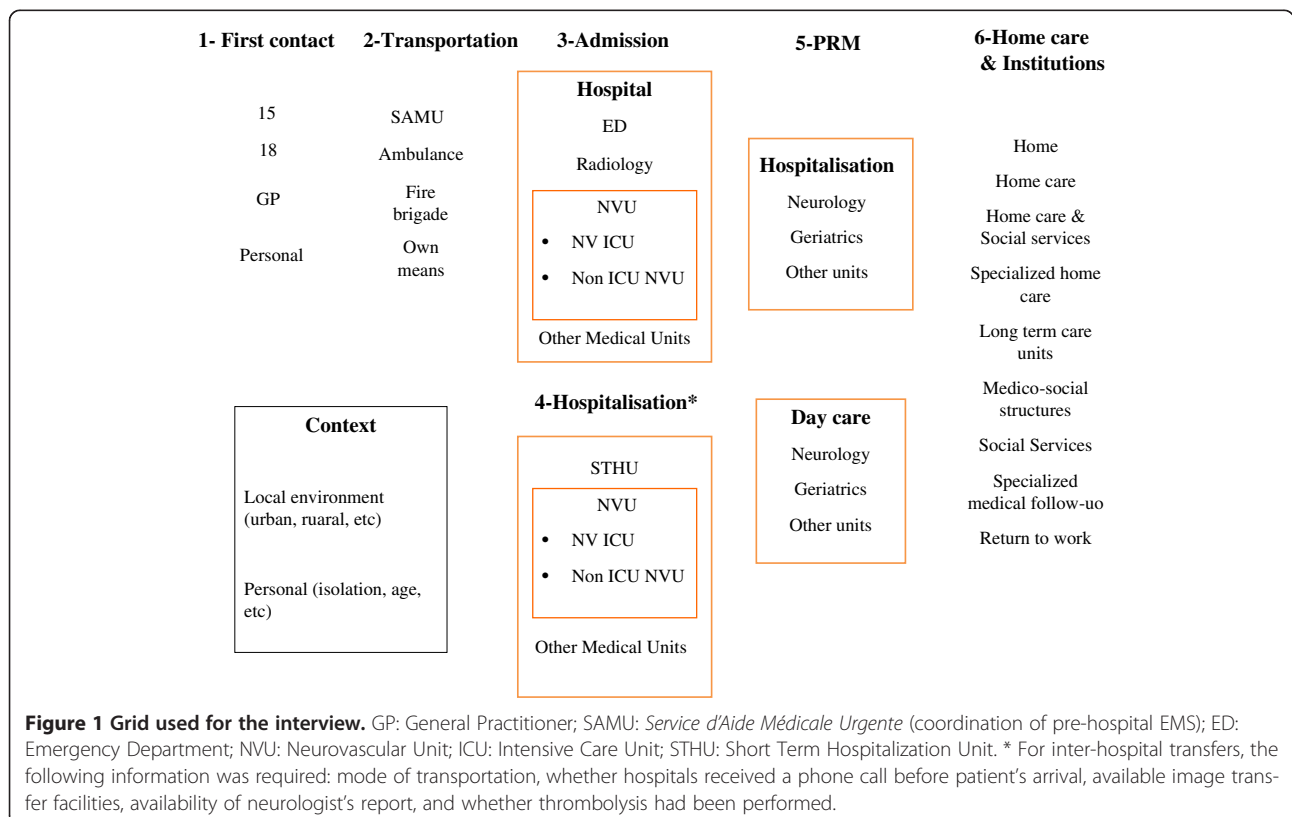 1- First contact
2-Transportation
3-Admission
5-PRM
6-Home care
& Institutions
15
18
GP
Personal
SAMU
Ambulance
Fire
brigade
Own
means
Hospital
ED
Radiology
NVU
• NV ICU
• Non ICU NVU
Other Medical Units
Hospitalisation
Neurology
Geriatrics
Other units
Home
Home care
Home care &
Social services
Specialized home
care
Long term care
units
Medico-social
structures
Social Services
Specialized
medical follow-uo
Return to work
Context
Local environment
(urban, ruaral, etc)
Personal (isolation, age,
etc)
4-Hospitalisation*
STHU
NVU
• NV ICU
• Non ICU NVU
Other Medical Units
Day care
Neurology
Geriatrics
Other units
Figure 1 Grid used for the interview. GP: General Practitioner; SAMU: Service d'Aide Médicale Urgente (coordination of pre-hospital EMS); ED:
Emergency Department; NVU: Neurovascular Unit; ICU: Intensive Care Unit; STHU: Short Term Hospitalization Unit. * For inter-hospital transfers, the
following information was required: mode of transportation, whether hospitals received a phone call before patient's arrival, available image trans-
fer facilities, availability of neurologist's report, and whether thrombolysis had been performed.